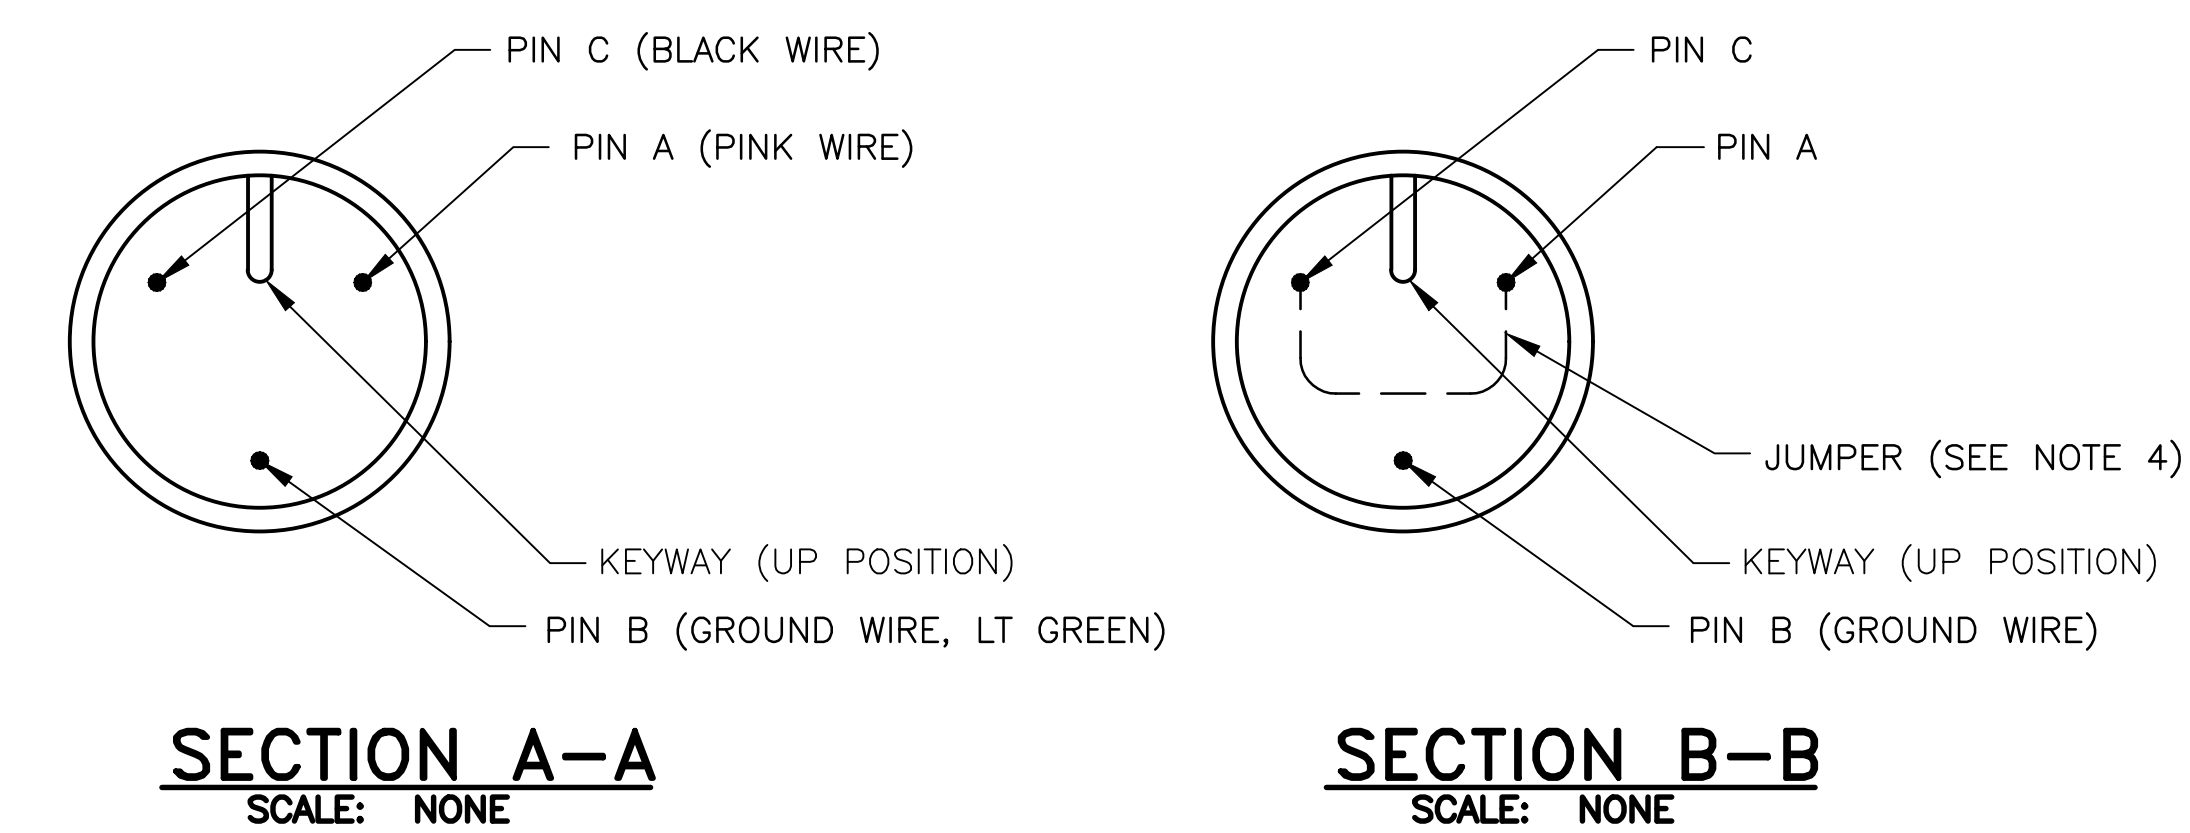 PIN C (BLACK WIRE)
PIN A (PINK WIRE)
KEYWAY (UP POSITION)
PIN B (GROUND WIRE, LT GREEN)
SECTION A-A
SCALE: NONE
PIN C
PIN A
JUMPER (SEE NOTE 4)
KEYWAY (UP POSITION)
PIN B (GROUND WIRE)
SECTION B-B
SCALE: NONE